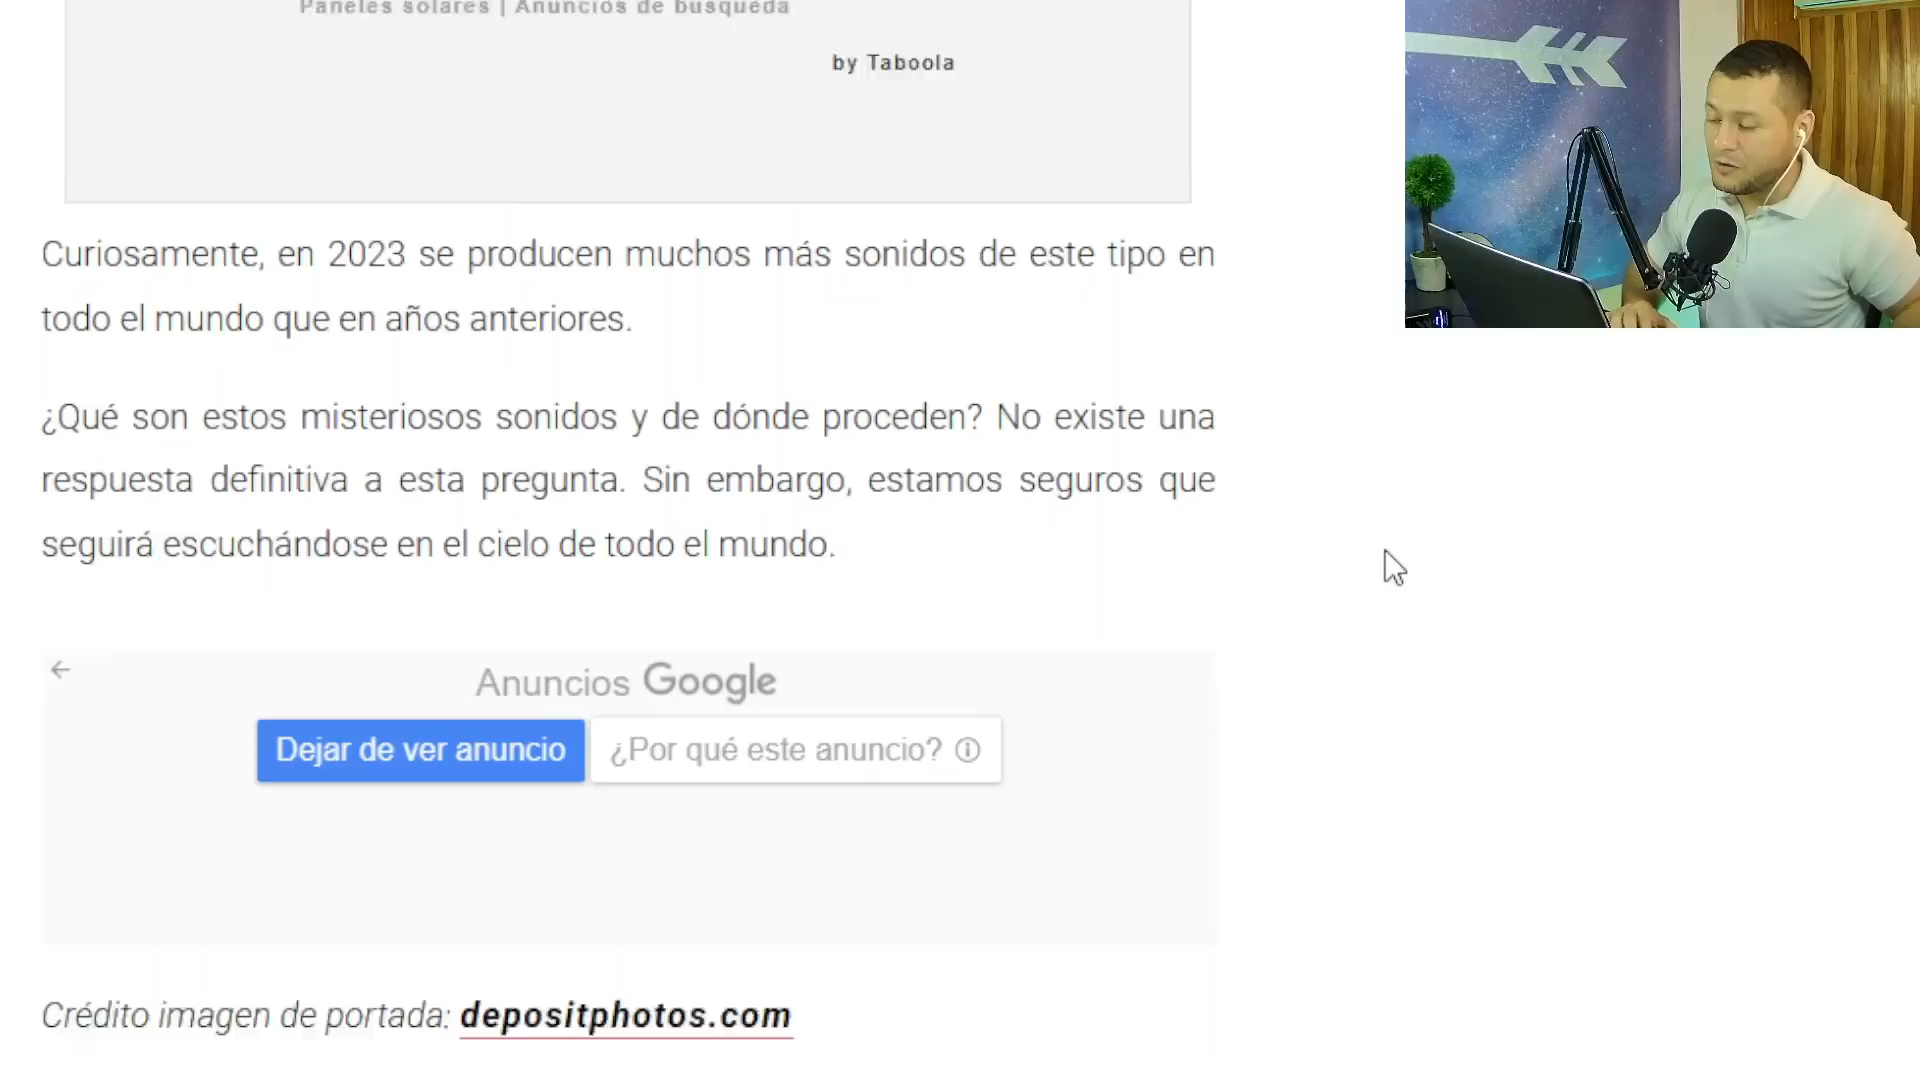 Paneles solares | Anuncios de búsqueda
by Taboola
Curiosamente, en 2023 se producen muchos más sonidos de este tipo en
todo el mundo que en años anteriores.
¿Qué son estos misteriosos sonidos y de dónde proceden? No existe una
respuesta definitiva a esta pregunta. Sin embargo, estamos seguros que
seguirá escuchándose en el cielo de todo el mundo.
Anuncios Google
Dejar de ver anuncio
¿Por qué este anuncio?
Crédito imagen de portada: depositphotos.com